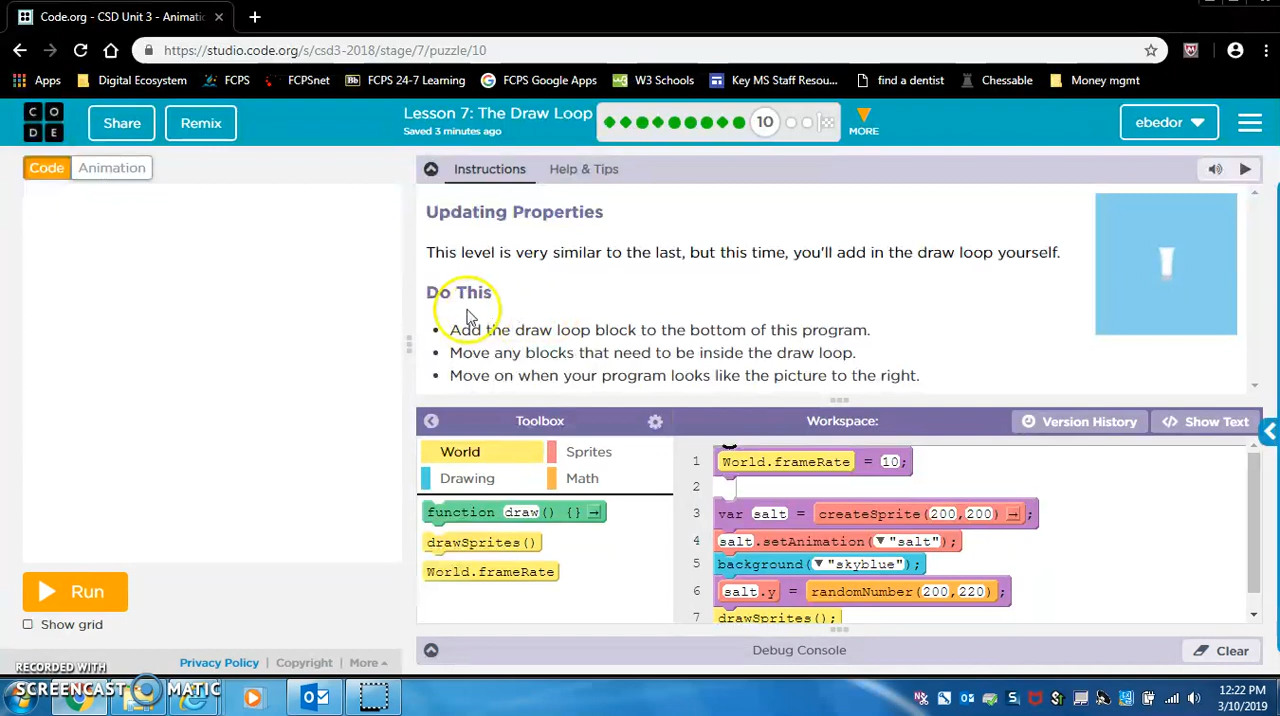 Code.org - CSD Unit 3 - Animatio
https://studio.code.org/s/csd3-2018/stage/7/puzzle/10
Apps Digital Ecosystem FCPS FCPSnet Bb FCPS 24-7 Learning FCPS Google Apps W3 Schools Key MS Staff Resou... find a dentist Chessable Money mgmt
C O D E Share Remix Lesson 7: The Draw Loop 10 MORE ebedor
Saved 3 minutes ago
Code Animation
Instructions Help & Tips
Updating Properties
This level is very similar to the last, but this time, you'll add in the draw loop yourself.
Do This
• Add the draw loop block to the bottom of this program.
• Move any blocks that need to be inside the draw loop.
• Move on when your program looks like the picture to the right.
Toolbox Workspace: Version History </> Show Text
World Sprites
Drawing Math
function draw() {}
drawSprites()
World.frameRate
1 World.frameRate = 10;
2
3 var salt = createSprite(200,200);
4 salt.setAnimation("salt");
5 background("skyblue");
6 salt.y = randomNumber(200,220);
7 drawSprites();
Run
Show grid
Privacy Policy | Copyright | More
Debug Console Clear
RECORDED WITH
SCREENCAST MATIC
12:22 PM
3/10/2019